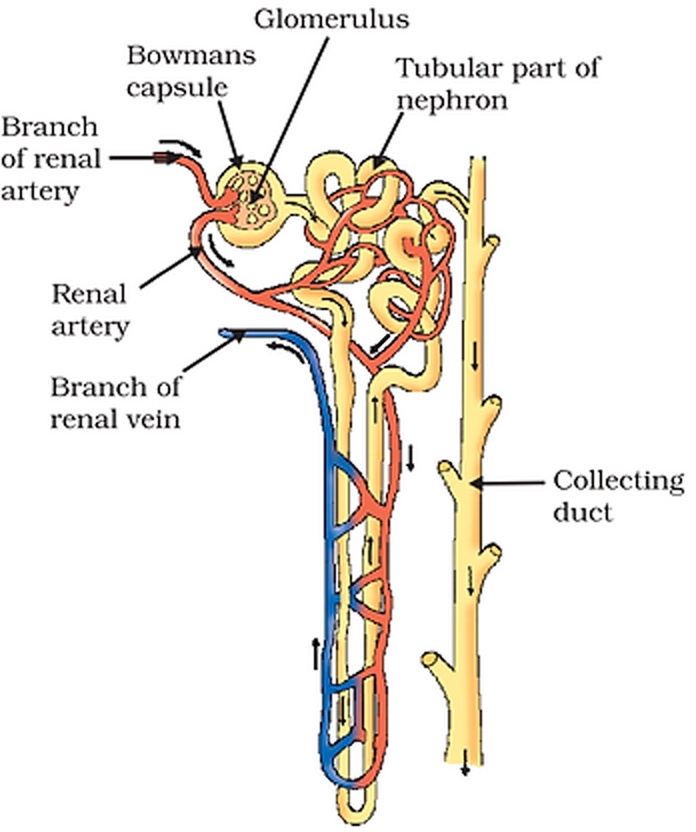 Glomerulus
Bowmans
capsule
Tubular part of
nephron
Branch
of renal
artery
Renal
artery
Branch of
renal vein
Collecting
duct